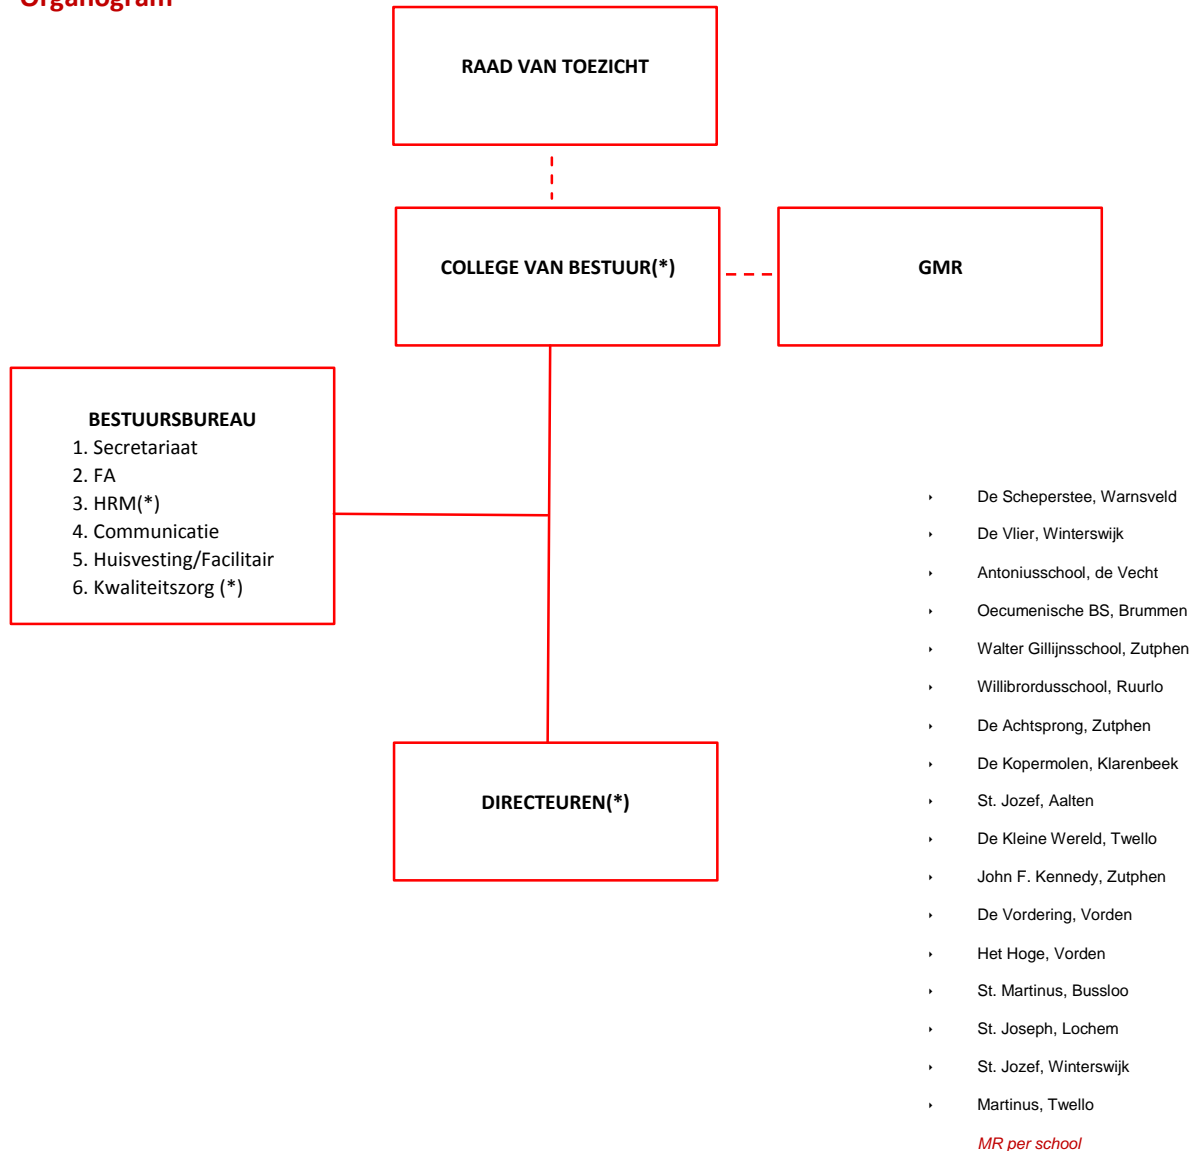 Organogram
RAAD VAN TOEZICHT
COLLEGE VAN BESTUUR(*)
GMR
BESTUURSBUREAU
1. Secretariaat
2. FA
3. HRM(*)
4. Communicatie
5. Huisvesting/Facilitair
6. Kwaliteitszorg (*)
DIRECTEUREN(*)
‣ De Scheperstee, Warnsveld
‣ De Vlier, Winterswijk
‣ Antoniusschool, de Vecht
‣ Oecumenische BS, Brummen
‣ Walter Gillijnsschool, Zutphen
‣ Willibrordusschool, Ruurlo
‣ De Achtsprong, Zutphen
‣ De Kopermolen, Klarenbeek
‣ St. Jozef, Aalten
‣ De Kleine Wereld, Twello
‣ John F. Kennedy, Zutphen
‣ De Vordering, Vorden
‣ Het Hoge, Vorden
‣ St. Martinus, Bussloo
‣ St. Joseph, Lochem
‣ St. Jozef, Winterswijk
‣ Martinus, Twello
MR per school